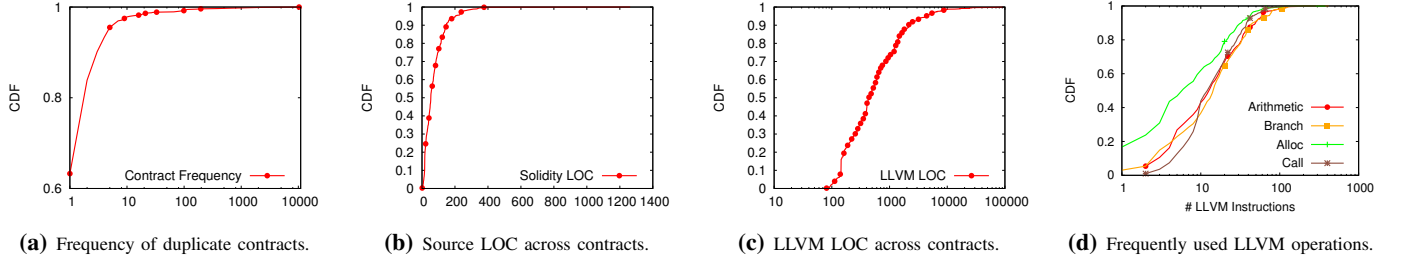 CDF
1
0.8
0.6
1 10 100 1000 10000
Contract Frequency
(a) Frequency of duplicate contracts.
CDF
1
0.9
0.8
0.7
0.6
0.5
0.4
0.3
0.2
0.1
0
0 200 400 600 800 1000 1200 1400
Solidity LOC
(b) Source LOC across contracts.
CDF
1
0.9
0.8
0.7
0.6
0.5
0.4
0.3
0.2
0.1
0
10 100 1000 10000 100000
LLVM LOC
(c) LLVM LOC across contracts.
CDF
1
0.8
0.6
0.4
0.2
0
Arithmetic
Branch
Alloc
Call
1 10 100 1000
# LLVM Instructions
(d) Frequently used LLVM operations.